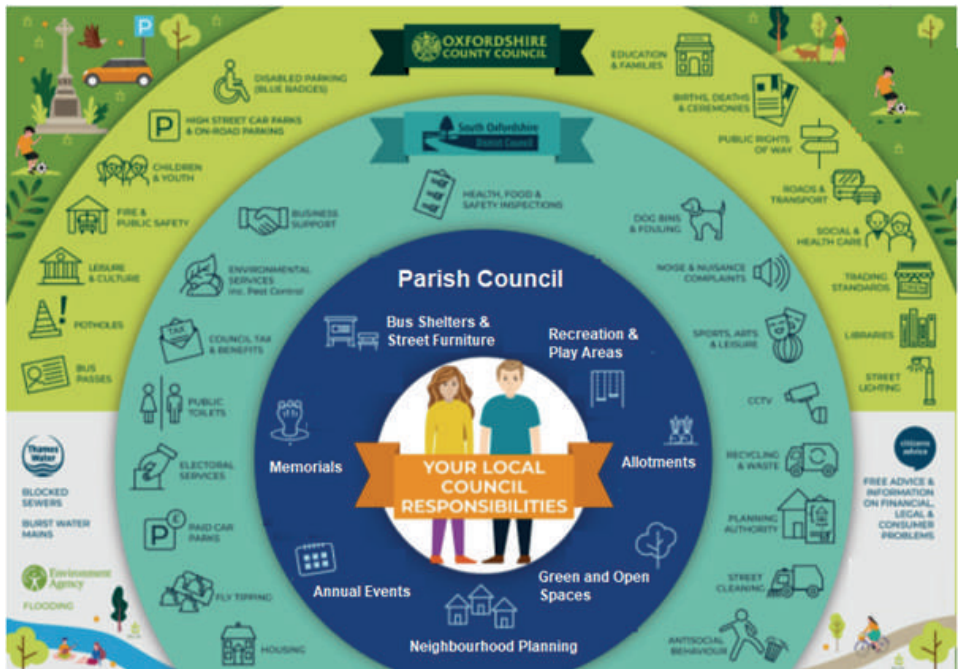 OXFORDSHIRE
COUNTY COUNCIL
EDUCATION
& FAMILIES
DISABLED PARKING
(BLUE BADGES)
BIRTHS, DEATHS
& CEREMONIES
P
HIGH STREET CAR PARKS
& ON-ROAD PARKING
PUBLIC RIGHTS
OF WAY
CHILDREN
& YOUTH
ROADS &
TRANSPORT
FIRE &
PUBLIC SAFETY
SOCIAL &
HEALTH CARE
LEISURE
& CULTURE
TRADING
STANDARDS
OPEN
POTHOLES
LIBRARIES
BUS
PASSES
STREET
LIGHTING
P
South Oxfordshire
District Council
HEALTH, FOOD &
SAFETY INSPECTIONS
BUSINESS
SUPPORT
DOG BINS
& FOULING
ENVIRONMENTAL
SERVICES
inc. Pest Control
NOISE & NUISANCE
COMPLAINTS
TAX
COUNCIL TAX
& BENEFITS
SPORTS, ARTS
& LEISURE
PUBLIC
TOILETS
CCTV
ELECTORAL
SERVICES
RECYCLING
& WASTE
P £
PAID CAR
PARKS
PLANNING
AUTHORITY
FLY TIPPING
STREET
CLEANING
HOUSING
ANTISOCIAL
BEHAVIOUR
Parish Council
Bus Shelters &
Street Furniture
Recreation &
Play Areas
Memorials
Allotments
YOUR LOCAL
COUNCIL
RESPONSIBILITIES
Annual Events
Green and Open
Spaces
Neighbourhood Planning
Thames
Water
BLOCKED
SEWERS
BURST WATER
MAINS
Environment
Agency
FLOODING
citizens
advice
FREE ADVICE &
INFORMATION
ON FINANCIAL,
LEGAL &
CONSUMER
PROBLEMS